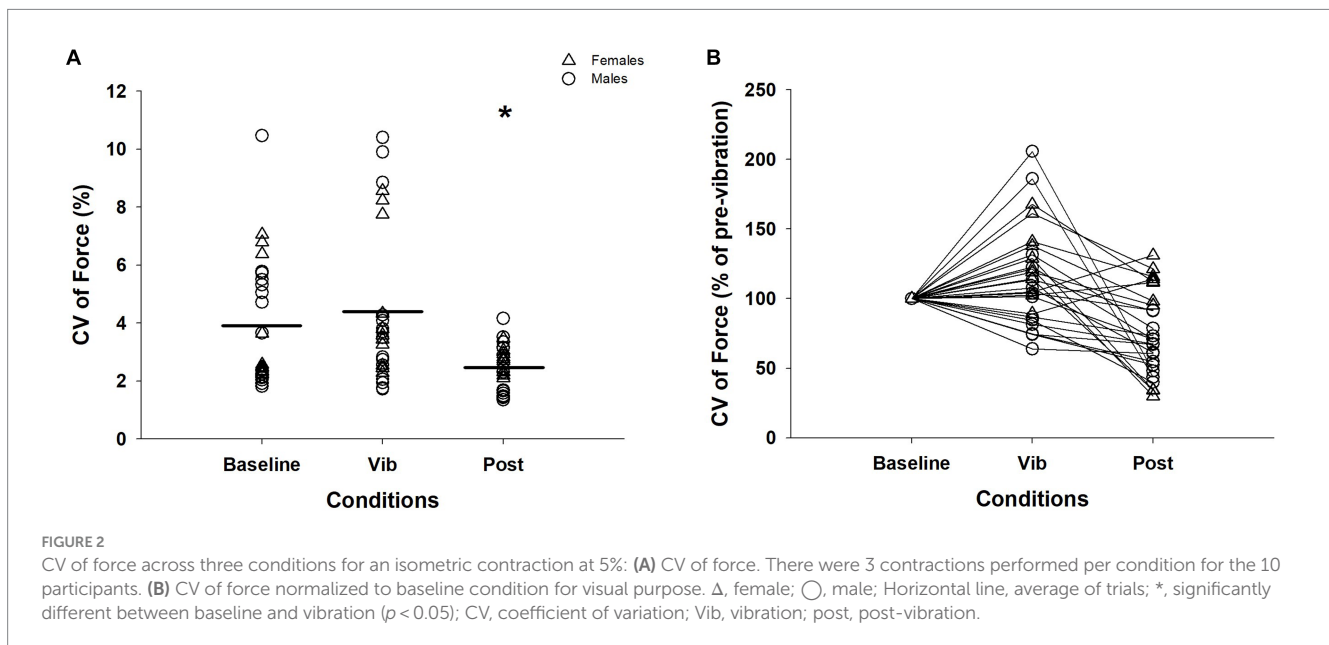 A
△ Females
○ Males
B
CV of Force (%)
12
10
8
6
4
2
0
*
Baseline Vib Post
Conditions
CV of Force (% of pre-vibration)
250
200
150
100
50
0
Baseline Vib Post
Conditions
FIGURE 2
CV of force across three conditions for an isometric contraction at 5%: (A) CV of force. There were 3 contractions performed per condition for the 10
participants. (B) CV of force normalized to baseline condition for visual purpose. Δ, female; ◯, male; Horizontal line, average of trials; *, significantly
different between baseline and vibration (p < 0.05); CV, coefficient of variation; Vib, vibration; post, post-vibration.